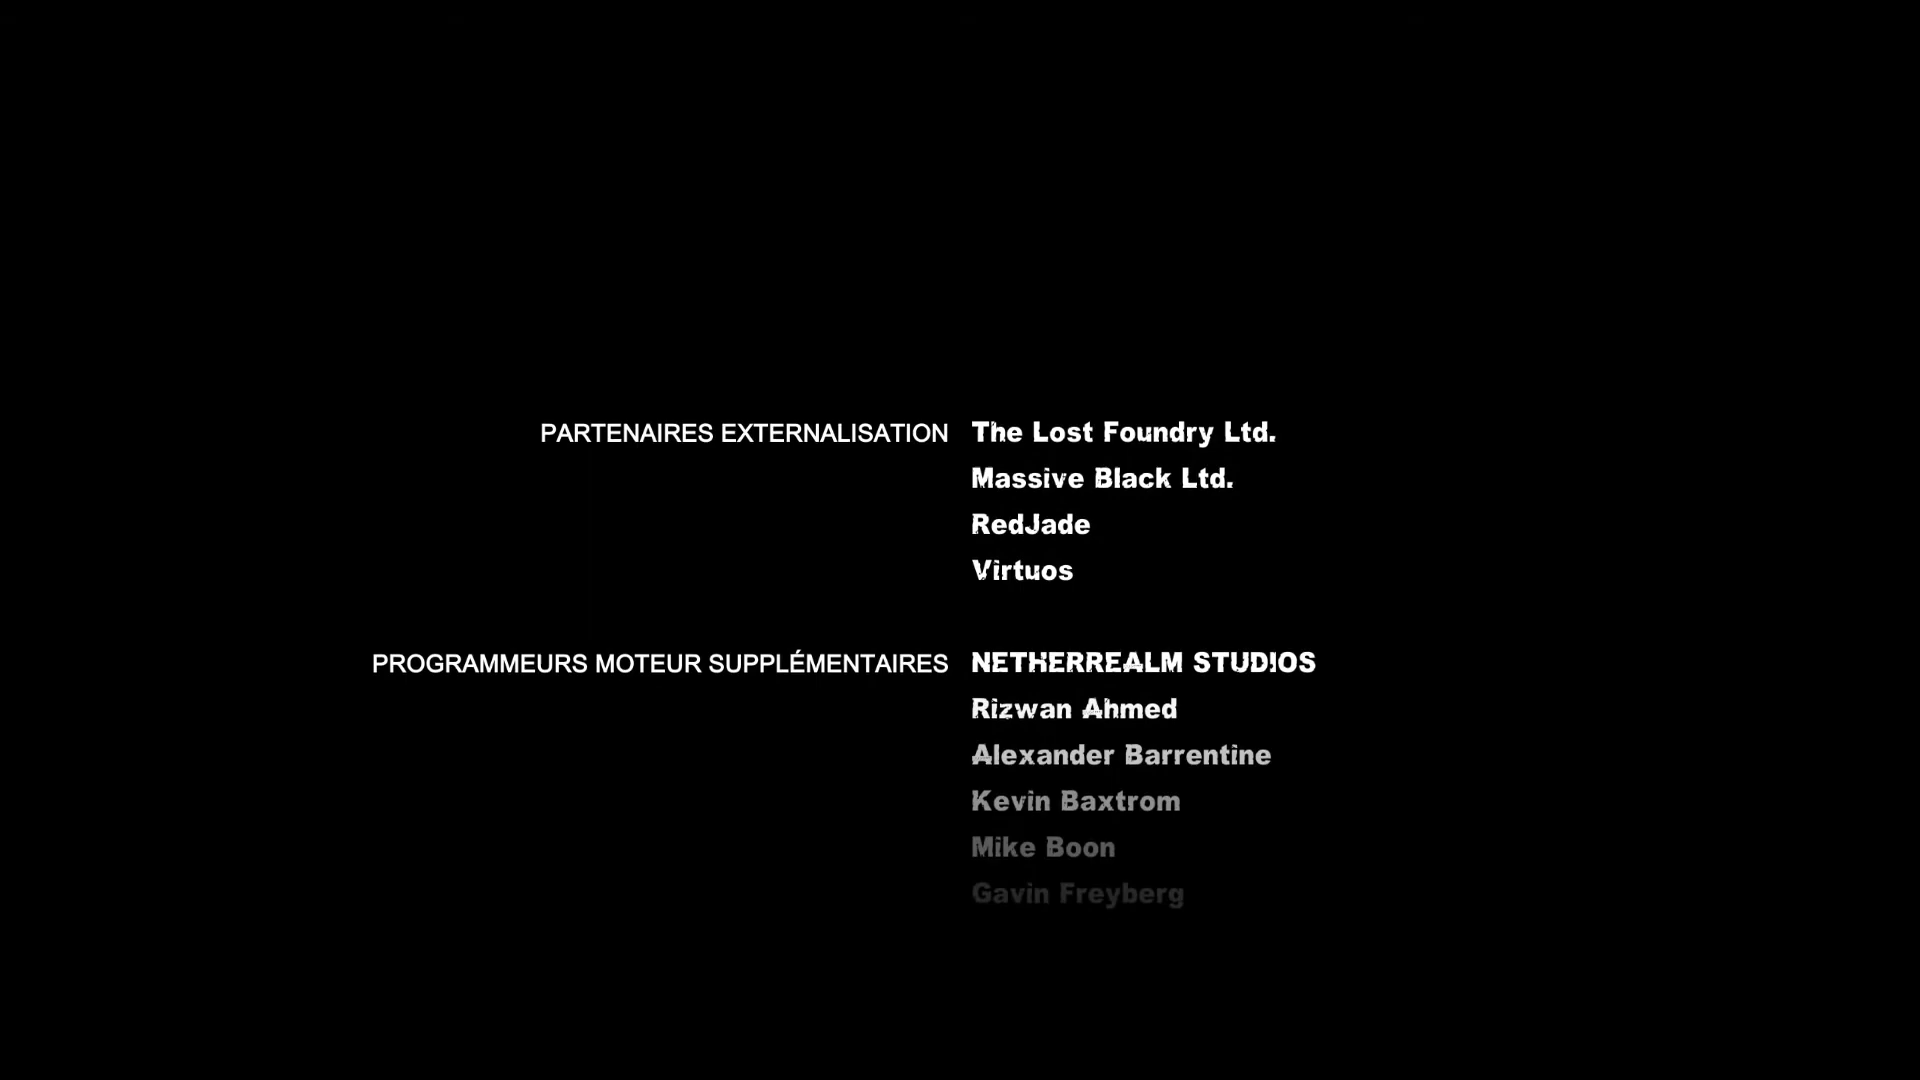 PARTENAIRES EXTERNALISATION The Lost Foundry Ltd.
Massive Black Ltd.
RedJade
Virtuos
PROGRAMMEURS MOTEUR SUPPLÉMENTAIRES NETHERREALM STUDIOS
Rizwan Ahmed
Alexander Barrentine
Kevin Baxtrom
Mike Boon
Gavin Freyberg